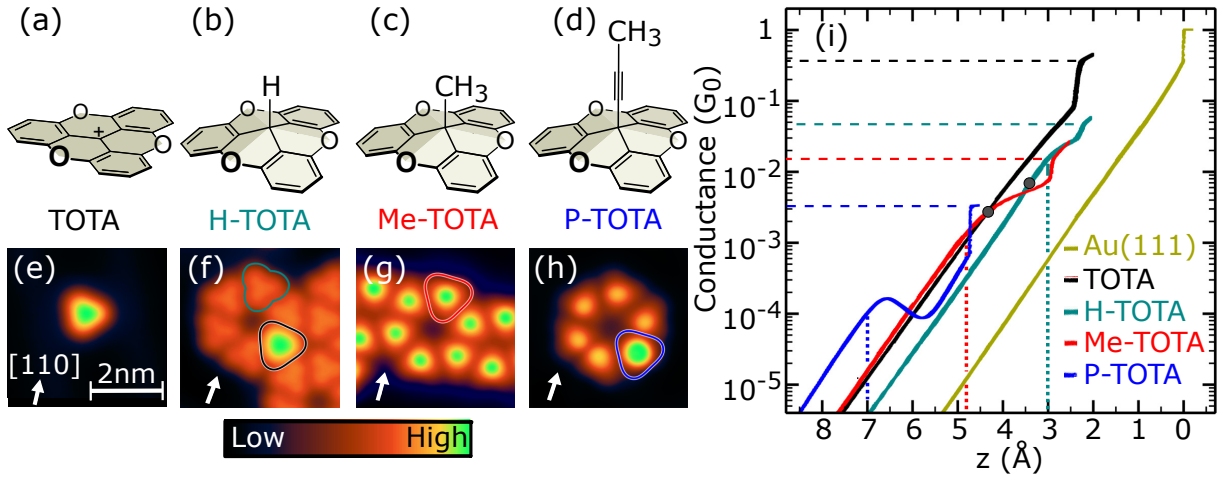 (a)
(b)
(c)
(d)
O
O
O
+
H
O
O
O
CH₃
O
O
O
CH₃
O
O
O
TOTA
H-TOTA
Me-TOTA
P-TOTA
(e)
(f)
(g)
(h)
[110]
2nm
Low
High
(i)
Conductance (G₀)
1
10⁻¹
10⁻²
10⁻³
10⁻⁴
10⁻⁵
Au(111)
TOTA
H-TOTA
Me-TOTA
P-TOTA
8 7 6 5 4 3 2 1 0
z (Å)